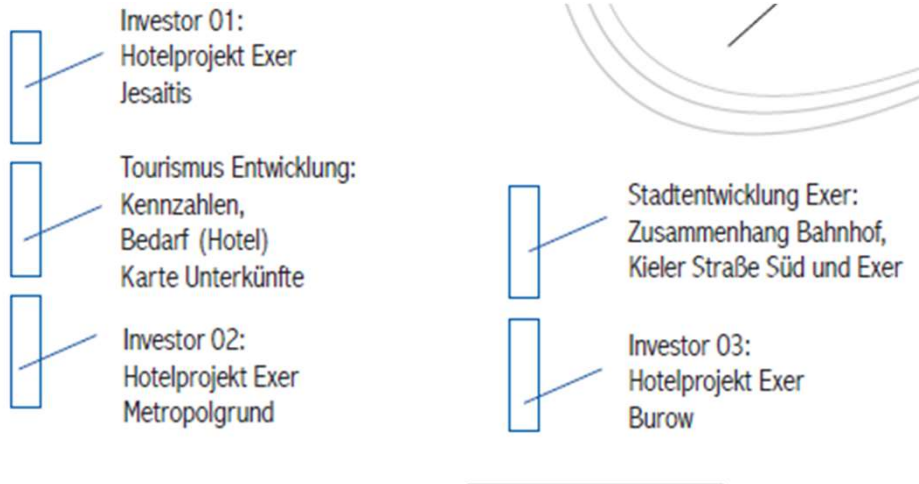 Investor 01:
Hotelprojekt Exer
Jesaitis
Tourismus Entwicklung:
Kennzahlen,
Bedarf (Hotel)
Karte Unterkünfte
Investor 02:
Hotelprojekt Exer
Metropolgrund
Stadtentwicklung Exer:
Zusammenhang Bahnhof,
Kieler Straße Süd und Exer
Investor 03:
Hotelprojekt Exer
Burow